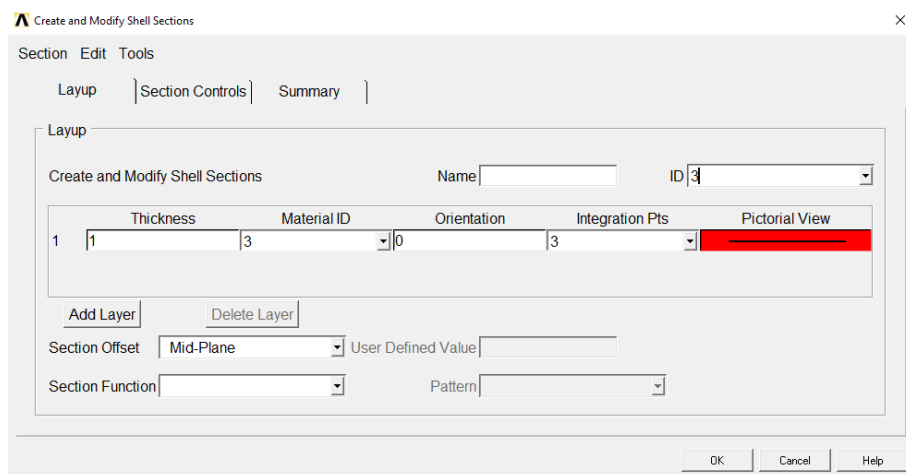 Create and Modify Shell Sections
Section Edit Tools
Layup Section Controls Summary
Layup
Create and Modify Shell Sections Name ID 3
Thickness Material ID Orientation Integration Pts Pictorial View
1 1 3 0 3
Add Layer Delete Layer
Section Offset Mid-Plane User Defined Value
Section Function Pattern
OK Cancel Help